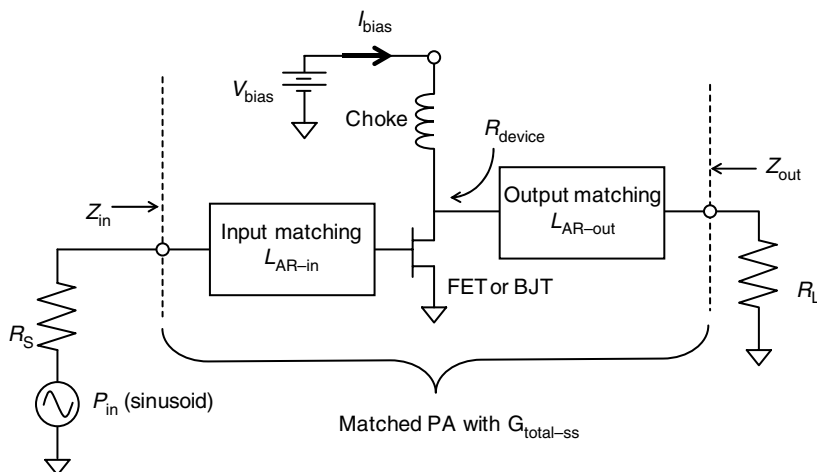 I_bias
V_bias
Choke
R_device
Z_in
Input matching
L_AR–in
Output matching
L_AR–out
Z_out
FET or BJT
R_S
R_L
P_in (sinusoid)
Matched PA with G_total–ss